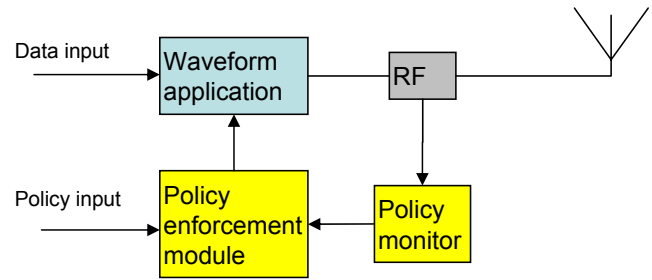 Data input
Waveform
application
RF
Policy input
Policy
enforcement
module
Policy
monitor